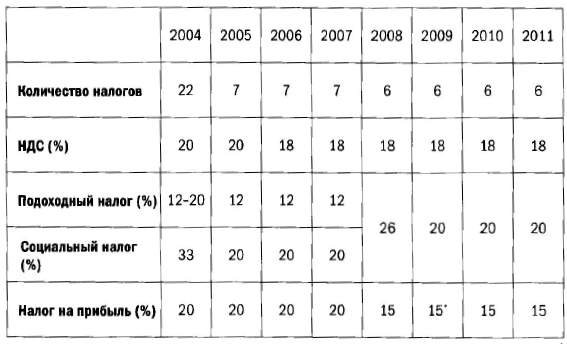 2004 2005 2006 2007 2008 2009 2010 2011
Количество налогов 22 7 7 7 6 6 6 6
НДС (%) 20 20 18 18 18 18 18 18
Подоходный налог (%) 12-20 12 12 12
26 20 20 20
Социальный налог
(%) 33 20 20 20
Налог на прибыль (%) 20 20 20 20 15 15* 15 15